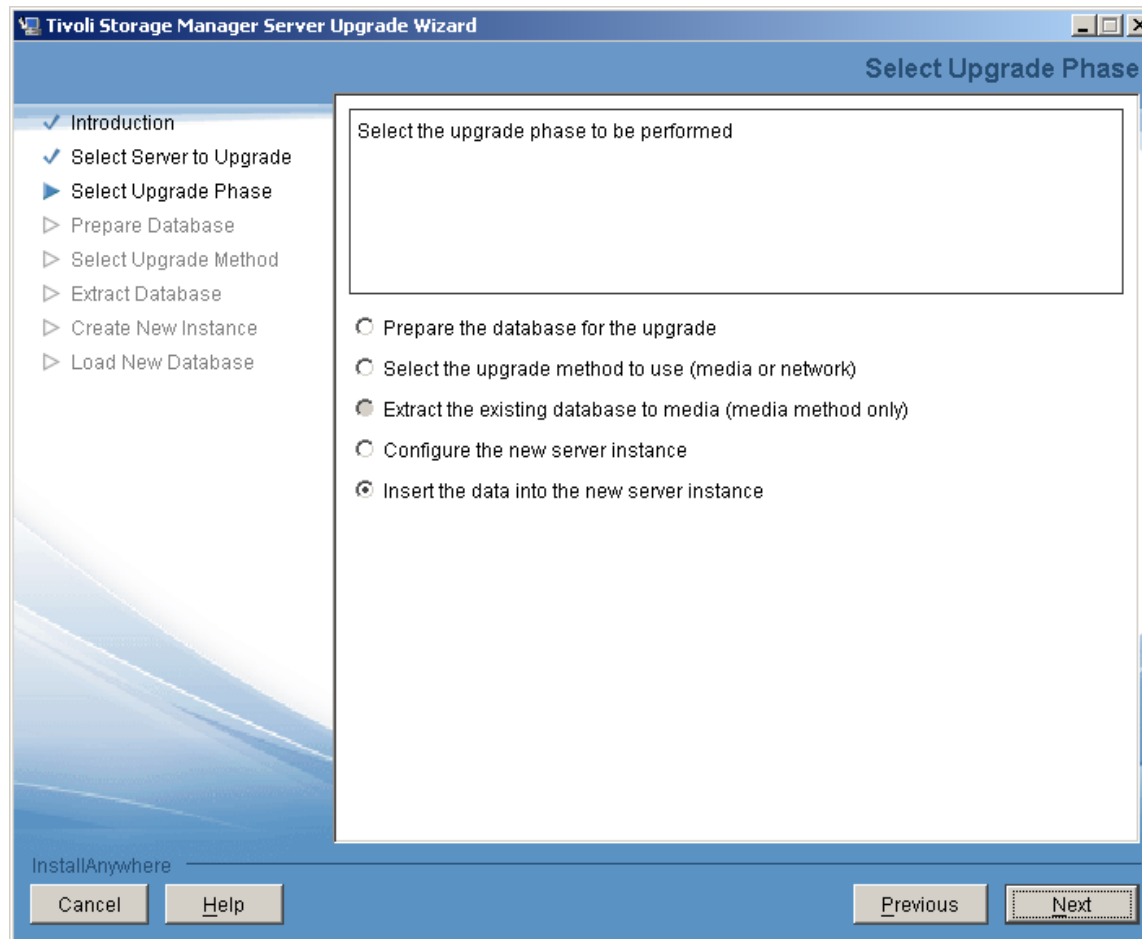 Tivoli Storage Manager Server Upgrade Wizard
Select Upgrade Phase
Introduction
Select Server to Upgrade
Select Upgrade Phase
Prepare Database
Select Upgrade Method
Extract Database
Create New Instance
Load New Database
Select the upgrade phase to be performed
Prepare the database for the upgrade
Select the upgrade method to use (media or network)
Extract the existing database to media (media method only)
Configure the new server instance
Insert the data into the new server instance
InstallAnywhere
Cancel
Help
Previous
Next